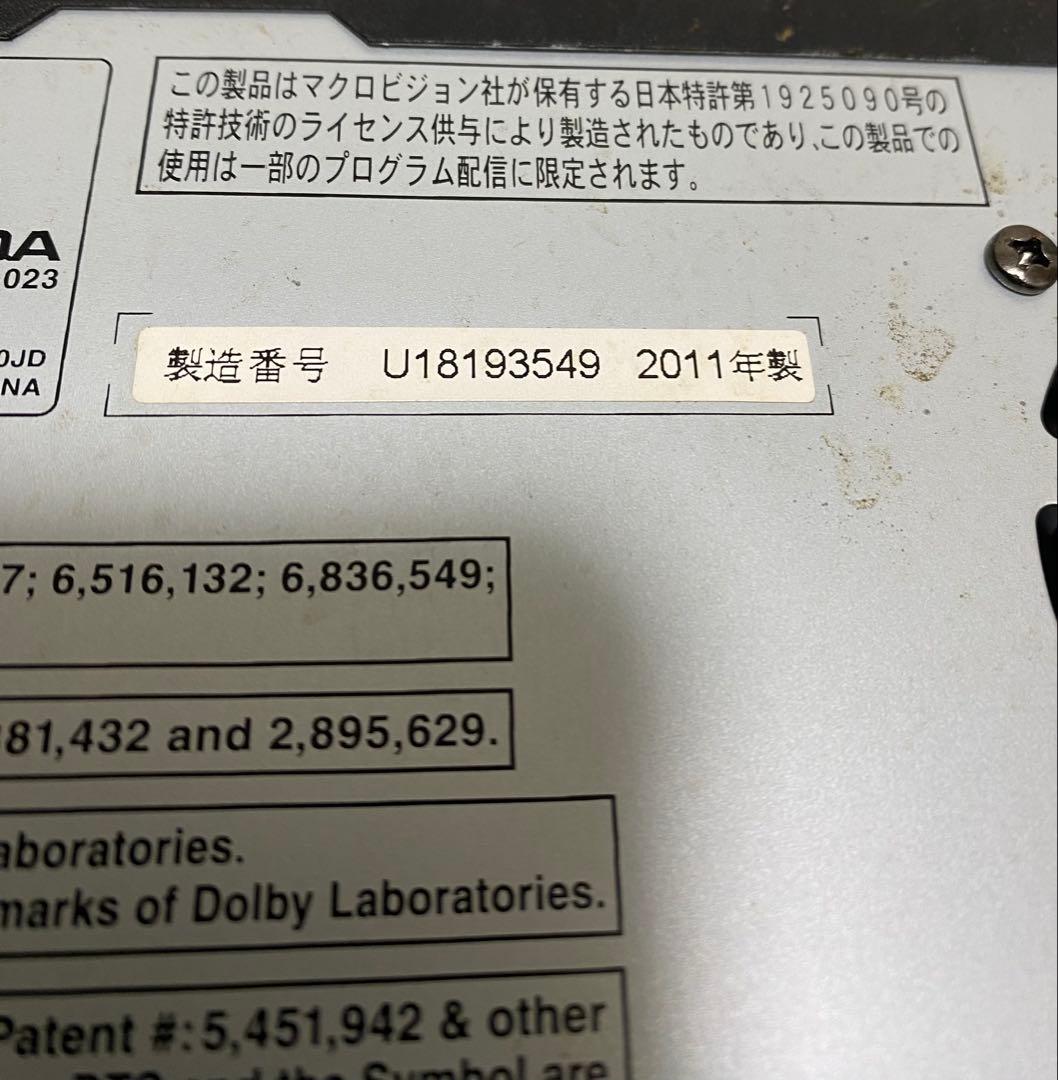 この製品はマクロビジョン社が保有する日本特許第1925090号の
特許技術のライセンス供与により製造されたものであり、この製品での
使用は一部のプログラム配信に限定されます。
023
0JD
NA
製造番号 U18193549 2011年製
7; 6,516,132; 6,836,549;
81,432 and 2,895,629.
aboratories.
marks of Dolby Laboratories.
Patent #: 5,451,942 & other
and the Symbol are